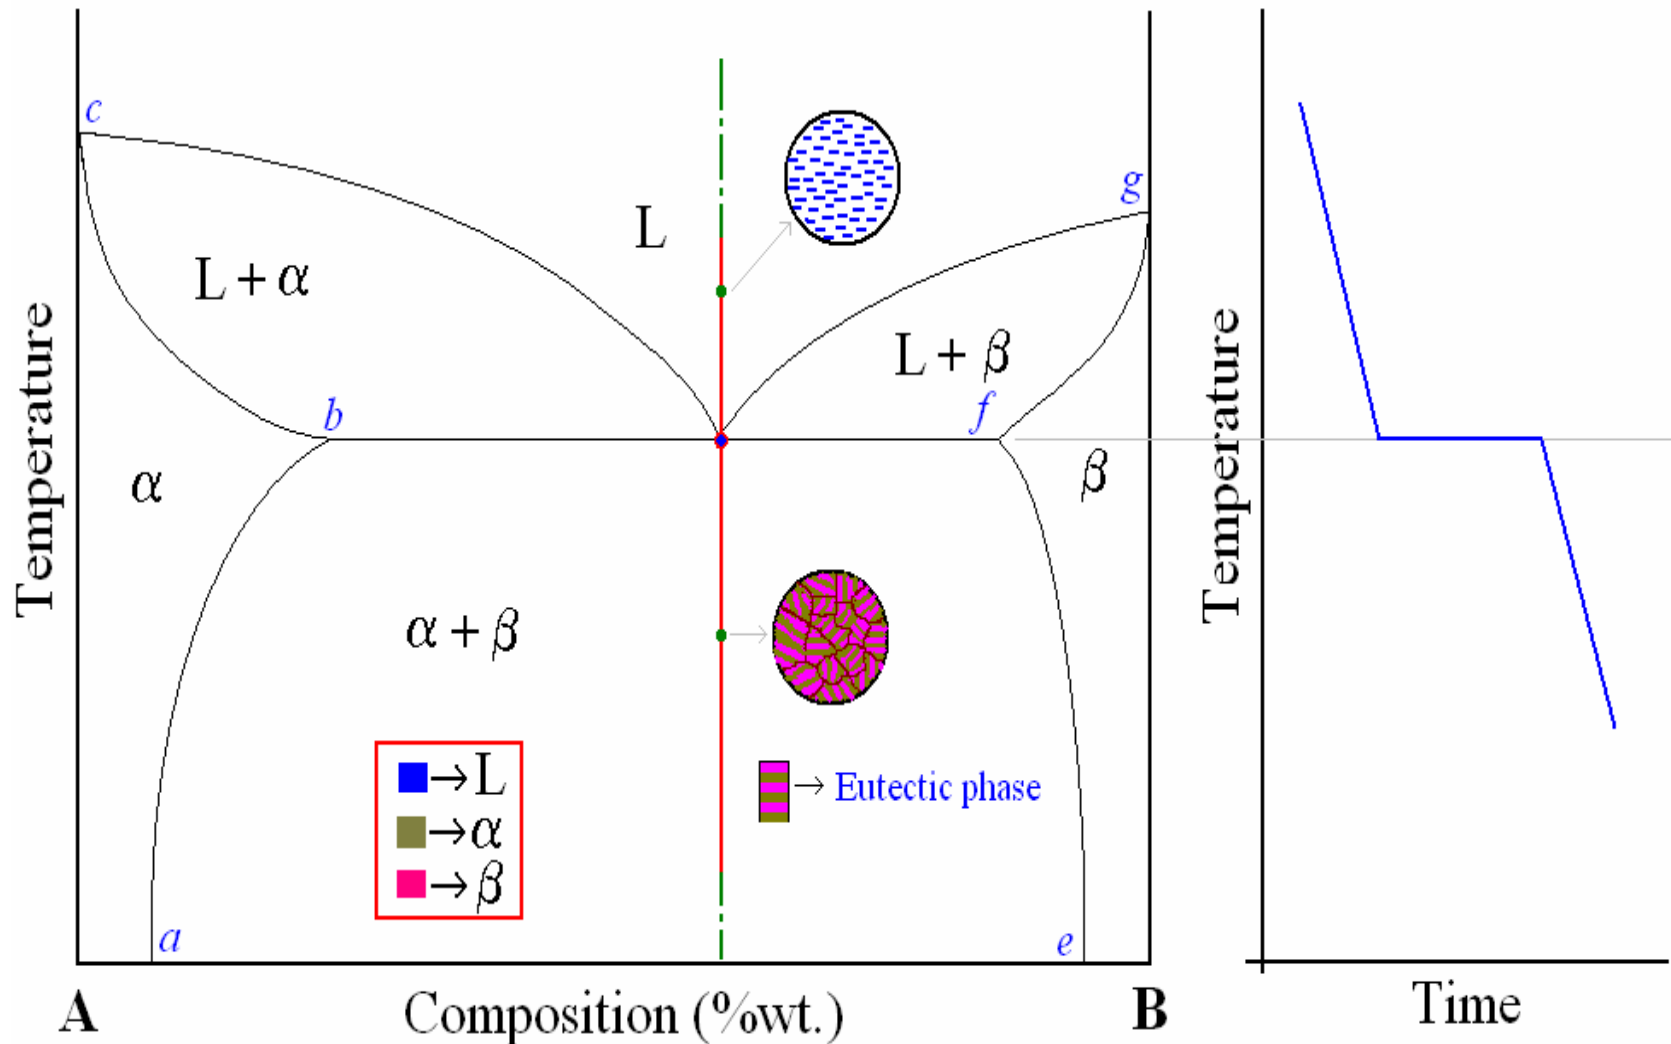 c
g
L
L + α
L + β
b
f
α
β
Temperature
Temperature
α + β
→L
→α
→β
→ Eutectic phase
a
e
A
Composition (%wt.)
B
Time